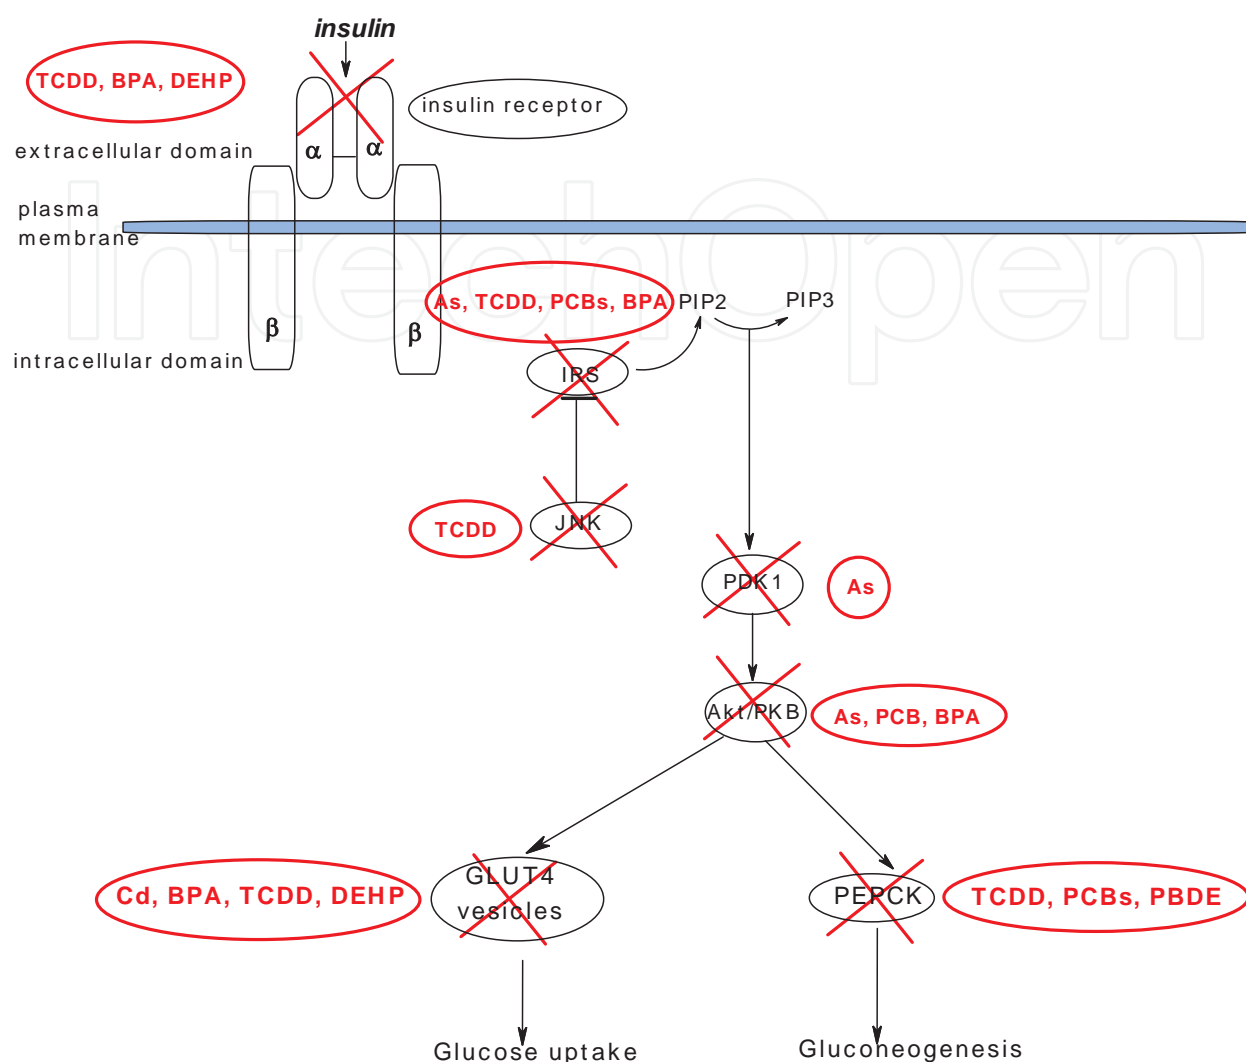 insulin
TCDD, BPA, DEHP
insulin receptor
extracellular domain
α
α
plasma
membrane
IntechOpen
As, TCDD, PCBs, BPA
PIP2
PIP3
β
β
intracellular domain
IRS
TCDD
JNK
PDK1
As
Akt/PKB
As, PCB, BPA
Cd, BPA, TCDD, DEHP
GLUT4
vesicles
PEPCK
TCDD, PCBs, PBDE
Glucose uptake
Gluconeogenesis